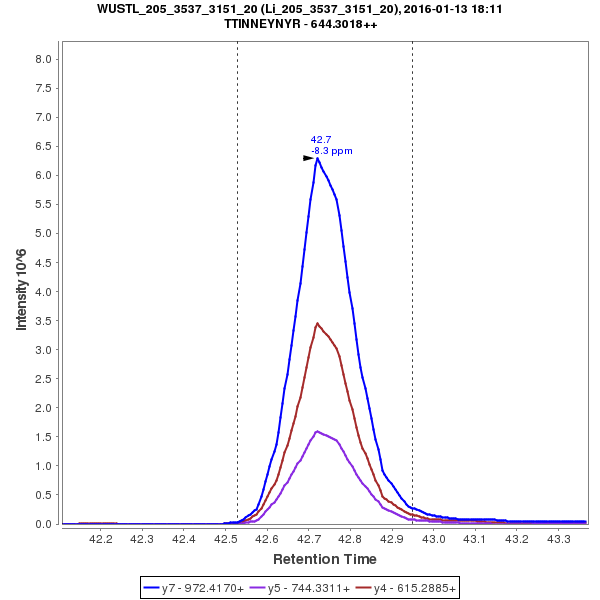 WUSTL_205_3537_3151_20 (Li_205_3537_3151_20), 2016-01-13 18:11
TTINNEYNYR - 644.3018++
8.0
7.5
7.0
6.5
6.0
5.5
5.0
4.5
4.0
3.5
3.0
2.5
2.0
1.5
1.0
0.5
0.0
Intensity 10^6
42.7
-8.3 ppm
42.2 42.3 42.4 42.5 42.6 42.7 42.8 42.9 43.0 43.1 43.2 43.3
Retention Time
y7 - 972.4170+ y5 - 744.3311+ y4 - 615.2885+